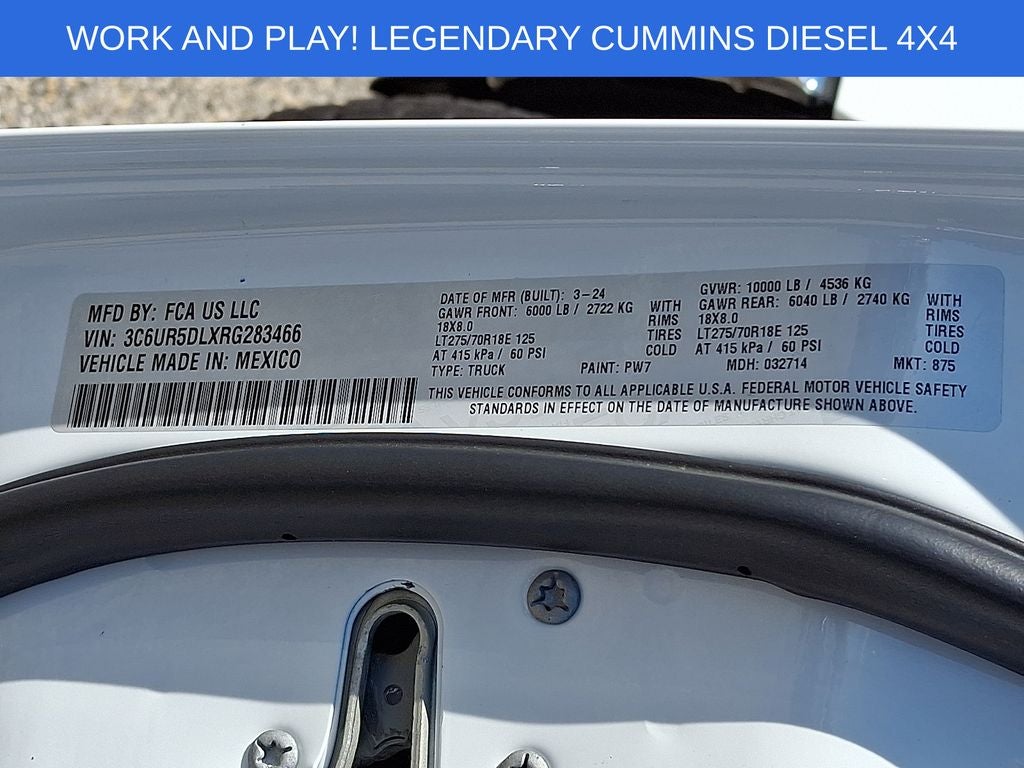 WORK AND PLAY! LEGENDARY CUMMINS DIESEL 4X4
MFD BY: FCA US LLC
VIN: 3C6UR5DLXRG283466
VEHICLE MADE IN: MEXICO
DATE OF MFR (BUILT): 3-24
GAWR FRONT: 6000 LB / 2722 KG
18X8.0
LT275/70R18E 125
AT 415 kPa / 60 PSI
TYPE: TRUCK
WITH
RIMS
TIRES
COLD
PAINT: PW7
GVWR: 10000 LB / 4536 KG
GAWR REAR: 6040 LB / 2740 KG
18X8.0
LT275/70R18E 125
AT 415 kPa / 60 PSI
MDH: 032714
WITH
RIMS
TIRES
COLD
MKT: 875
THIS VEHICLE CONFORMS TO ALL APPLICABLE U.S.A. FEDERAL MOTOR VEHICLE SAFETY
STANDARDS IN EFFECT ON THE DATE OF MANUFACTURE SHOWN ABOVE.